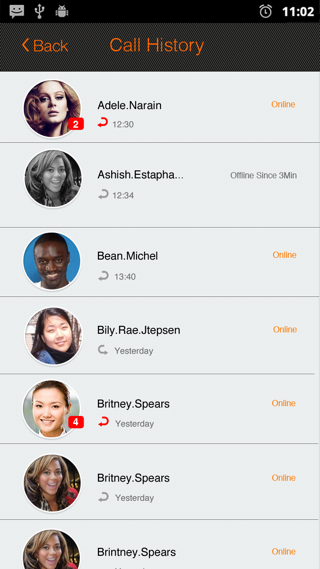 11:02
Back
Call History
Adele.Narain
Online
2
12:30
Ashish.Estapha...
Offline Since 3Min
12:34
Bean.Michel
Online
13:40
Bily.Rae.Jtepsen
Online
Yesterday
Britney.Spears
Online
4
Yesterday
Britney.Spears
Online
Yesterday
Brintney.Spears
Online